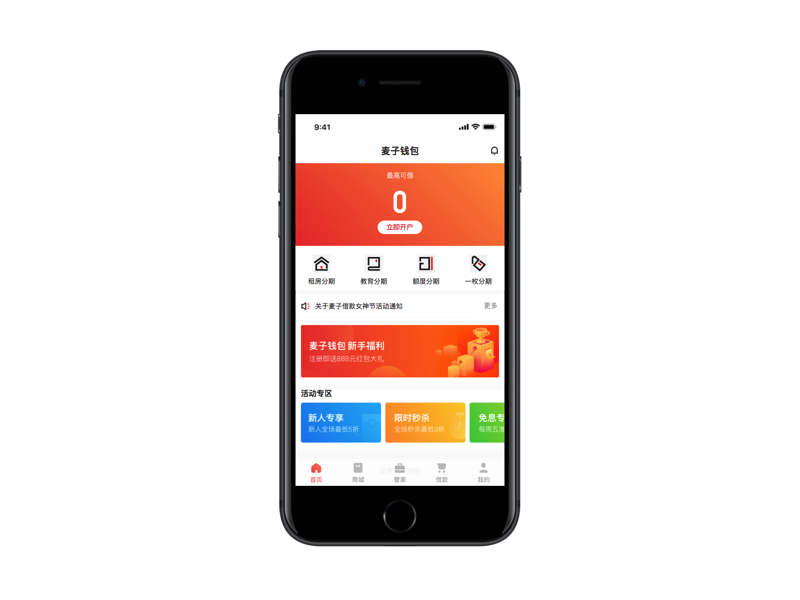 9:41
麦子钱包
最高可借
0
立即开户
租房分期 教育分期 额度分期 一枚分期
关于麦子借款女神节活动通知 更多
麦子钱包 新手福利
注册即送888元红包大礼
活动专区
新人专享 限时秒杀 免息专
新人全场最低5折 全场秒杀最低3折 每周五准
首页 商城 管家 借款 我的